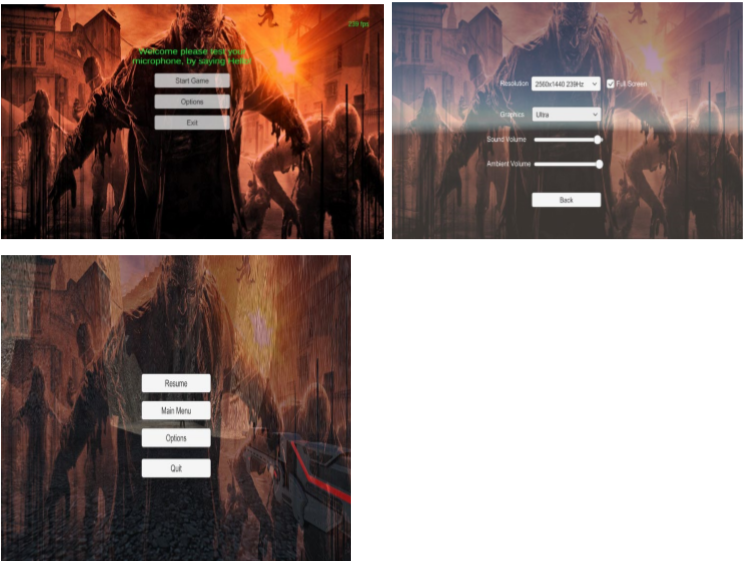 239 fps
Welcome please test your
microphone, by saying Hello!
Start Game
Options
Exit
Resolution 2560x1440 239Hz Full Screen
Graphics Ultra
Sound Volume
Ambient Volume
Back
Resume
Main Menu
Options
Quit